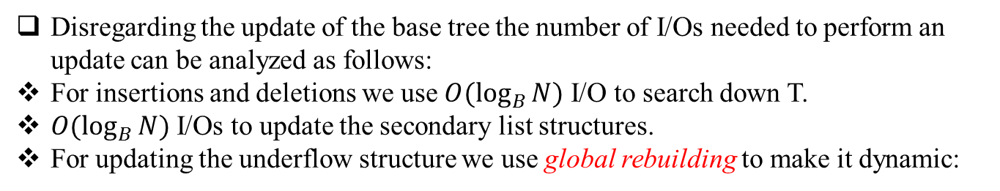 ❑ Disregarding the update of the base tree the number of I/Os needed to perform an
update can be analyzed as follows:
❖ For insertions and deletions we use O(log_B N) I/O to search down T.
❖ O(log_B N) I/Os to update the secondary list structures.
❖ For updating the underflow structure we use global rebuilding to make it dynamic: